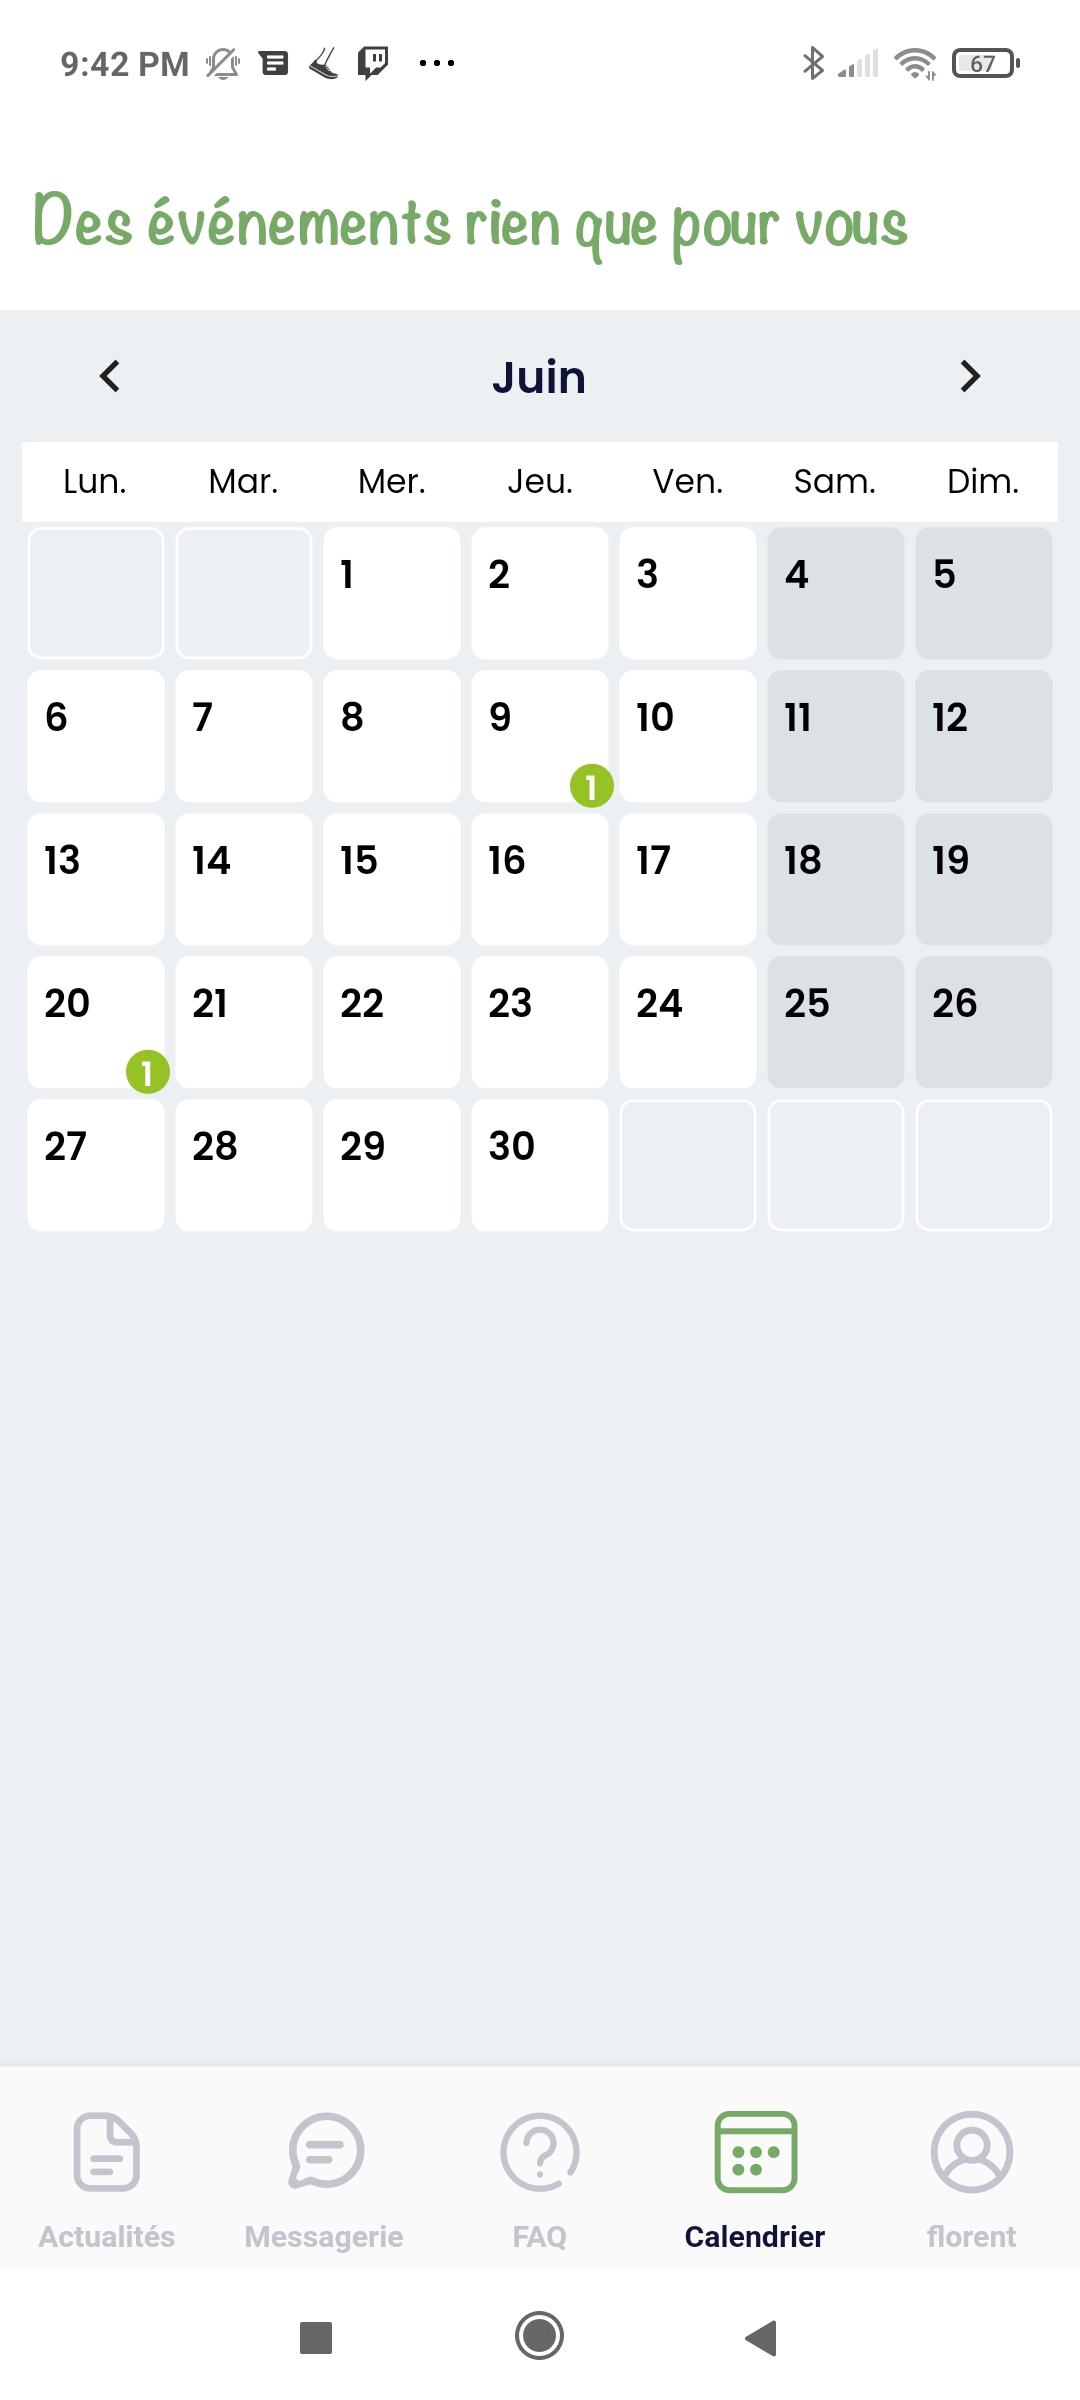 9:42 PM 67
Des événements rien que pour vous
Juin
Lun. Mar. Mer. Jeu. Ven. Sam. Dim.
1 2 3 4 5
6 7 8 9 10 11 12
1
13 14 15 16 17 18 19
20 21 22 23 24 25 26
1
27 28 29 30
Actualités Messagerie FAQ Calendrier florent